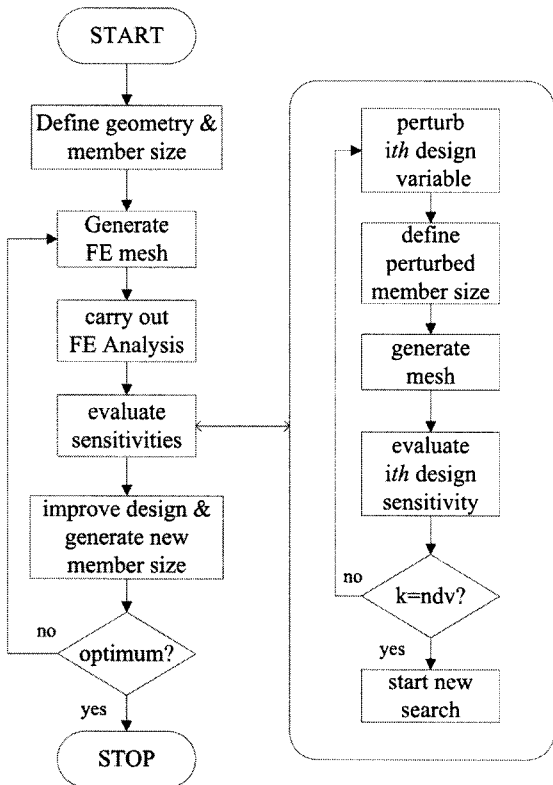 START
Define geometry &
member size
Generate
FE mesh
carry out
FE Analysis
evaluate
sensitivities
improve design &
generate new
member size
no
optimum?
yes
STOP
perturb
ith design
variable
define
perturbed
member size
generate
mesh
evaluate
ith design
sensitivity
no
k=ndv?
yes
start new
search